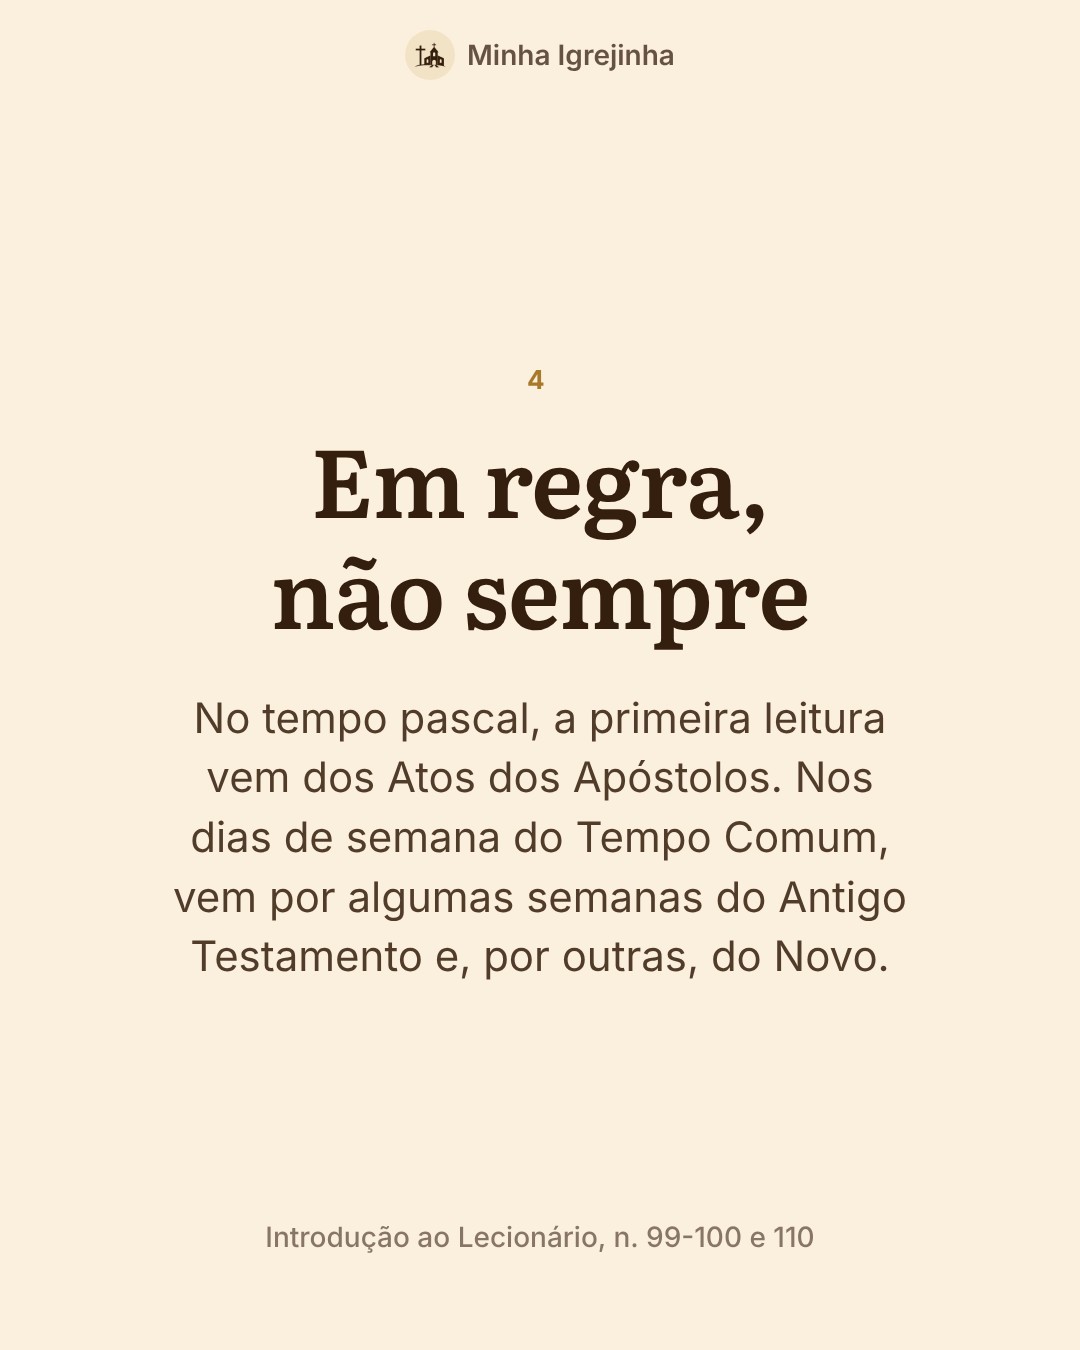 Minha Igrejinha
4
Em regra,
não sempre
No tempo pascal, a primeira leitura
vem dos Atos dos Apóstolos. Nos
dias de semana do Tempo Comum,
vem por algumas semanas do Antigo
Testamento e, por outras, do Novo.
Introdução ao Lecionário, n. 99-100 e 110